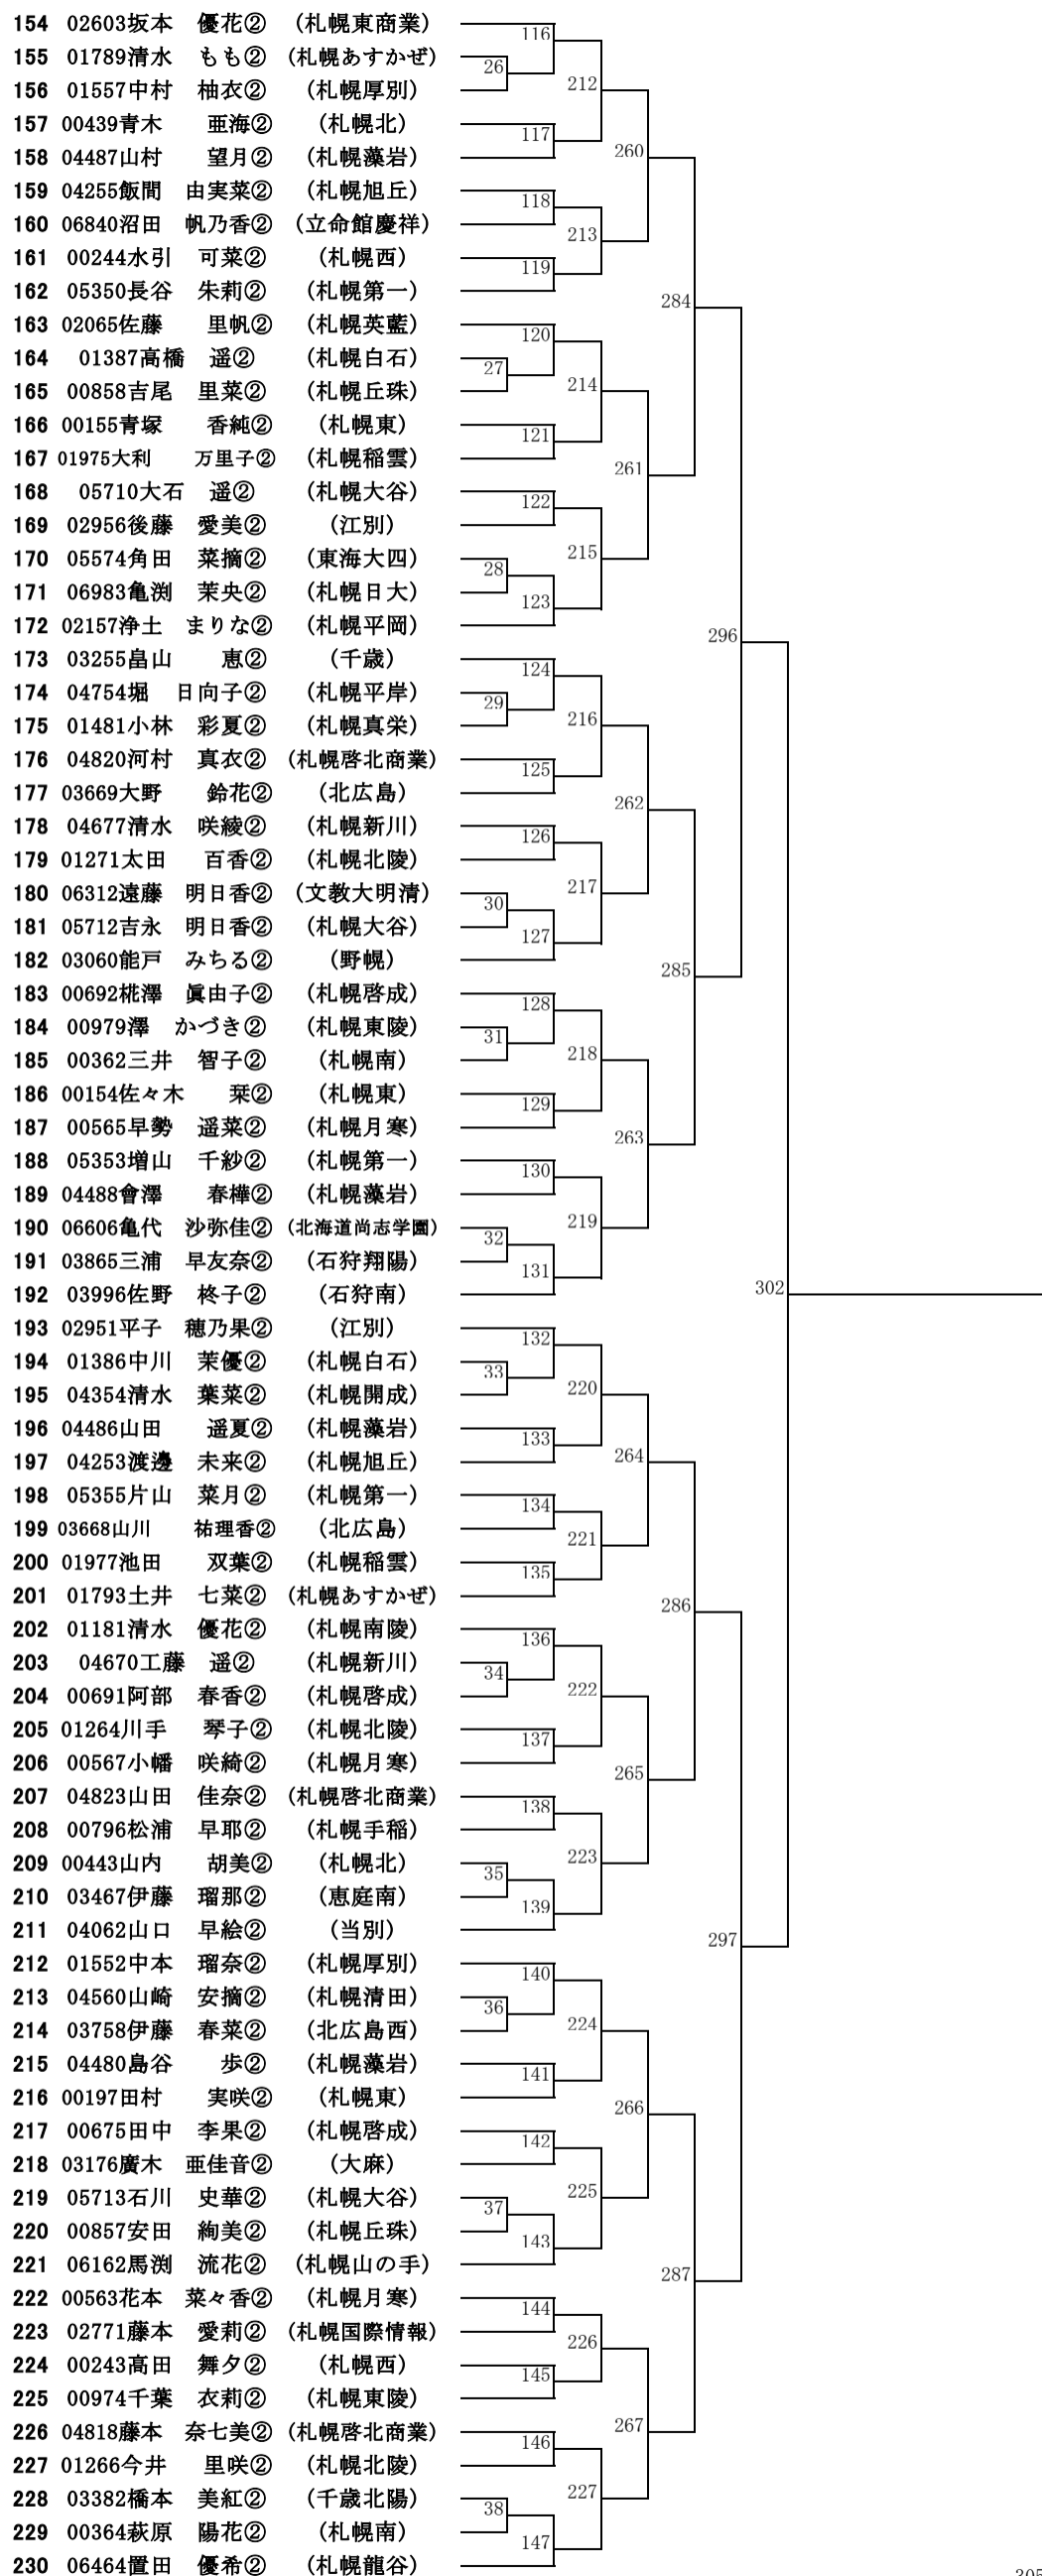 154 02603坂本 優花② (札幌東商業)
116
155 01789清水 もも② (札幌あすかぜ)
26
212
156 01557中村 柚衣② (札幌厚別)
157 00439青木 亜海② (札幌北)
117
260
158 04487山村 望月② (札幌藻岩)
159 04255飯間 由実菜② (札幌旭丘)
118
160 06840沼田 帆乃香② (立命館慶祥)
213
161 00244水引 可菜② (札幌西)
119
162 05350長谷 朱莉② (札幌第一)
284
163 02065佐藤 里帆② (札幌英藍)
120
164 01387高橋 遥② (札幌白石)
27
214
165 00858吉尾 里菜② (札幌丘珠)
166 00155青塚 香純② (札幌東)
121
167 01975大利 万里子② (札幌稲雲)
261
168 05710大石 遥② (札幌大谷)
122
169 02956後藤 愛美② (江別)
215
170 05574角田 菜摘② (東海大四)
28
171 06983亀渕 茉央② (札幌日大)
123
172 02157浄土 まりな② (札幌平岡)
296
173 03255畠山 恵② (千歳)
124
174 04754堀 日向子② (札幌平岸)
29
216
175 01481小林 彩夏② (札幌真栄)
176 04820河村 真衣② (札幌啓北商業)
125
177 03669大野 鈴花② (北広島)
262
178 04677清水 咲綾② (札幌新川)
126
179 01271太田 百香② (札幌北陵)
217
180 06312遠藤 明日香② (文教大明清)
30
181 05712吉永 明日香② (札幌大谷)
127
182 03060能戸 みちる② (野幌)
285
183 00692椛澤 眞由子② (札幌啓成)
128
184 00979澤 かづき② (札幌東陵)
31
218
185 00362三井 智子② (札幌南)
186 00154佐々木 栞② (札幌東)
129
187 00565早勢 遥菜② (札幌月寒)
263
188 05353増山 千紗② (札幌第一)
130
189 04488會澤 春樺② (札幌藻岩)
219
190 06606亀代 沙弥佳② (北海道尚志学園)
32
191 03865三浦 早友奈② (石狩翔陽)
131
192 03996佐野 柊子② (石狩南)
302
193 02951平子 穂乃果② (江別)
132
194 01386中川 茉優② (札幌白石)
33
220
195 04354清水 葉菜② (札幌開成)
196 04486山田 遥夏② (札幌藻岩)
133
264
197 04253渡邊 未来② (札幌旭丘)
198 05355片山 菜月② (札幌第一)
134
199 03668山川 祐理香② (北広島)
221
200 01977池田 双葉② (札幌稲雲)
135
201 01793土井 七菜② (札幌あすかぜ)
286
202 01181清水 優花② (札幌南陵)
136
203 04670工藤 遥② (札幌新川)
34
222
204 00691阿部 春香② (札幌啓成)
205 01264川手 琴子② (札幌北陵)
137
206 00567小幡 咲綺② (札幌月寒)
265
207 04823山田 佳奈② (札幌啓北商業)
138
208 00796松浦 早耶② (札幌手稲)
223
209 00443山内 胡美② (札幌北)
35
210 03467伊藤 瑠那② (恵庭南)
139
211 04062山口 早絵② (当別)
297
212 01552中本 瑠奈② (札幌厚別)
140
213 04560山崎 安摘② (札幌清田)
36
224
214 03758伊藤 春菜② (北広島西)
215 04480島谷 歩② (札幌藻岩)
141
216 00197田村 実咲② (札幌東)
266
217 00675田中 李果② (札幌啓成)
142
218 03176廣木 亜佳音② (大麻)
225
219 05713石川 史華② (札幌大谷)
37
220 00857安田 絢美② (札幌丘珠)
143
221 06162馬渕 流花② (札幌山の手)
287
222 00563花本 菜々香② (札幌月寒)
144
223 02771藤本 愛莉② (札幌国際情報)
226
224 00243高田 舞夕② (札幌西)
145
225 00974千葉 衣莉② (札幌東陵)
267
226 04818藤本 奈七美② (札幌啓北商業)
146
227 01266今井 里咲② (札幌北陵)
227
228 03382橋本 美紅② (千歳北陽)
38
229 00364萩原 陽花② (札幌南)
147
230 06464置田 優希② (札幌龍谷)
305